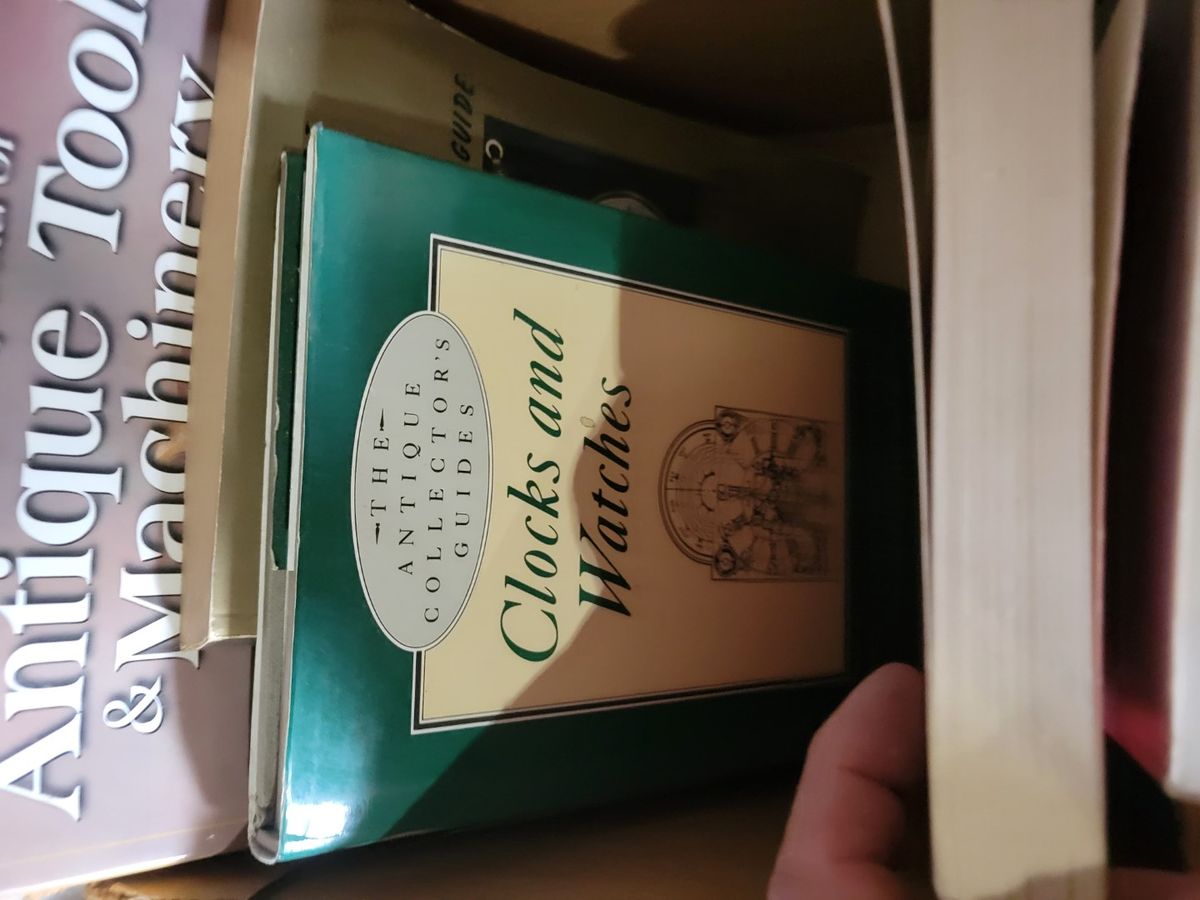 Antique Tool
& Machinery
GUIDE
THE
ANTIQUE
COLLECTOR'S
GUIDES
Clocks and
Watches